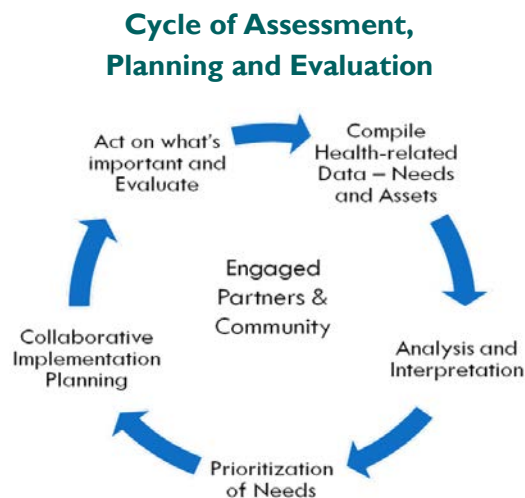 Cycle of Assessment,
Planning and Evaluation
Act on what's
important and
Evaluate
Compile
Health-related
Data – Needs
and Assets
Engaged
Partners &
Community
Collaborative
Implementation
Planning
Analysis and
Interpretation
Prioritization
of Needs